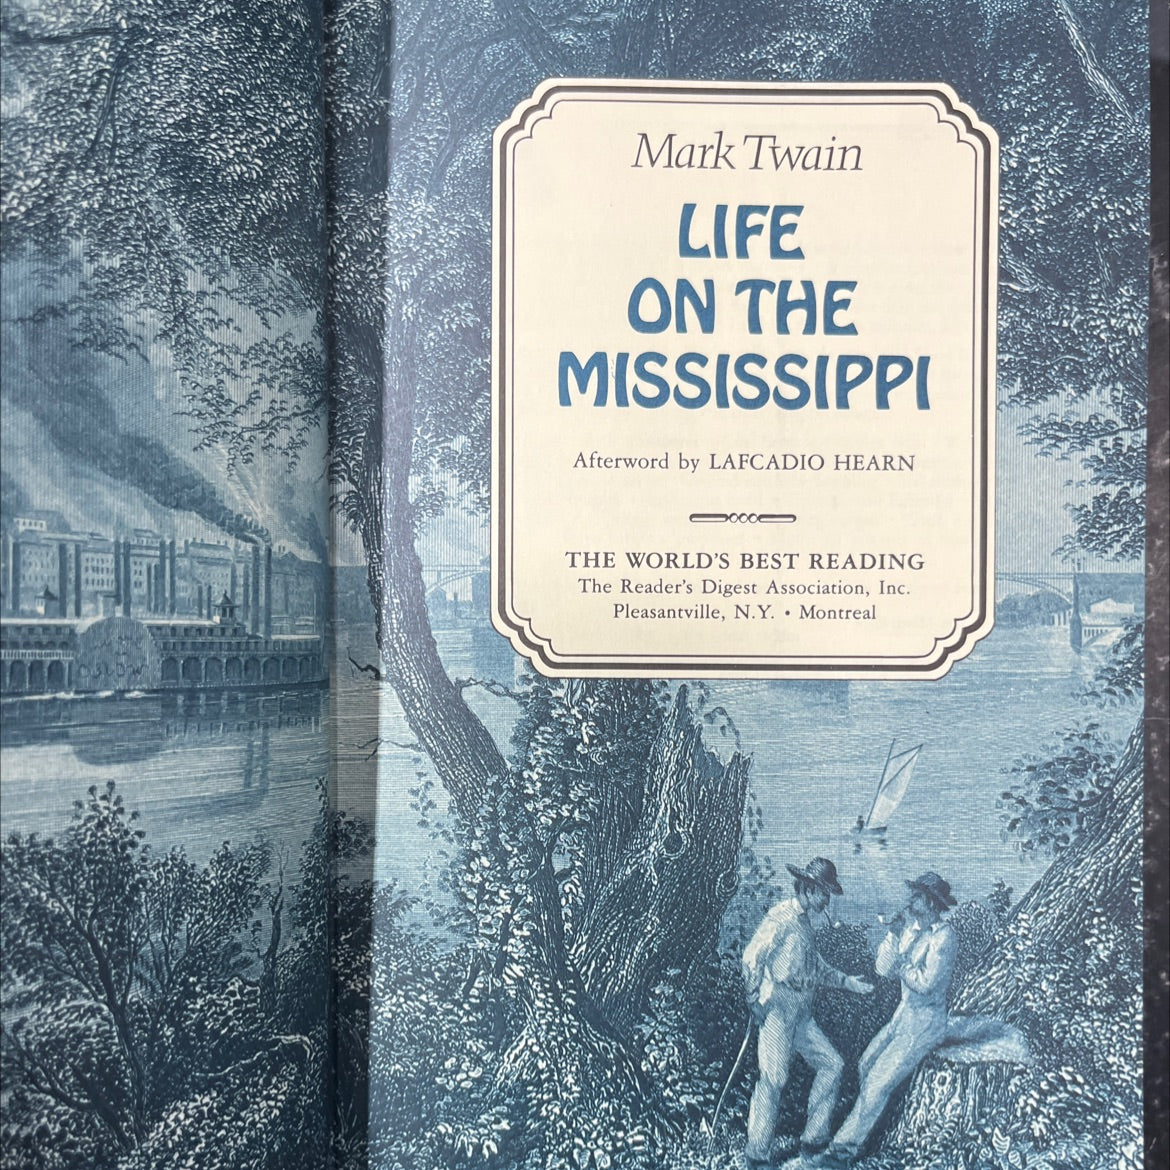 Mark Twain
LIFE
ON THE
MISSISSIPPI
Afterword by LAFCADIO HEARN
THE WORLD'S BEST READING
The Reader's Digest Association, Inc.
Pleasantville, N.Y. • Montreal